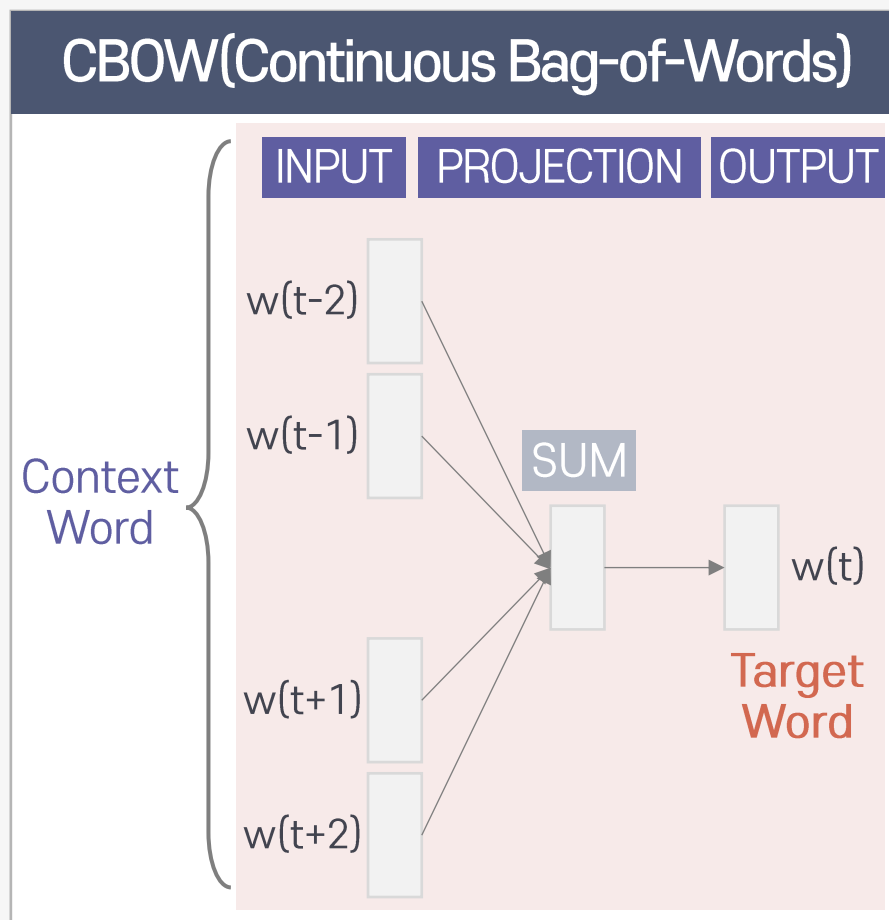 CBOW(Continuous Bag-of-Words)
INPUT
PROJECTION
OUTPUT
w(t-2)
w(t-1)
SUM
Context
Word
w(t)
Target
Word
w(t+1)
w(t+2)